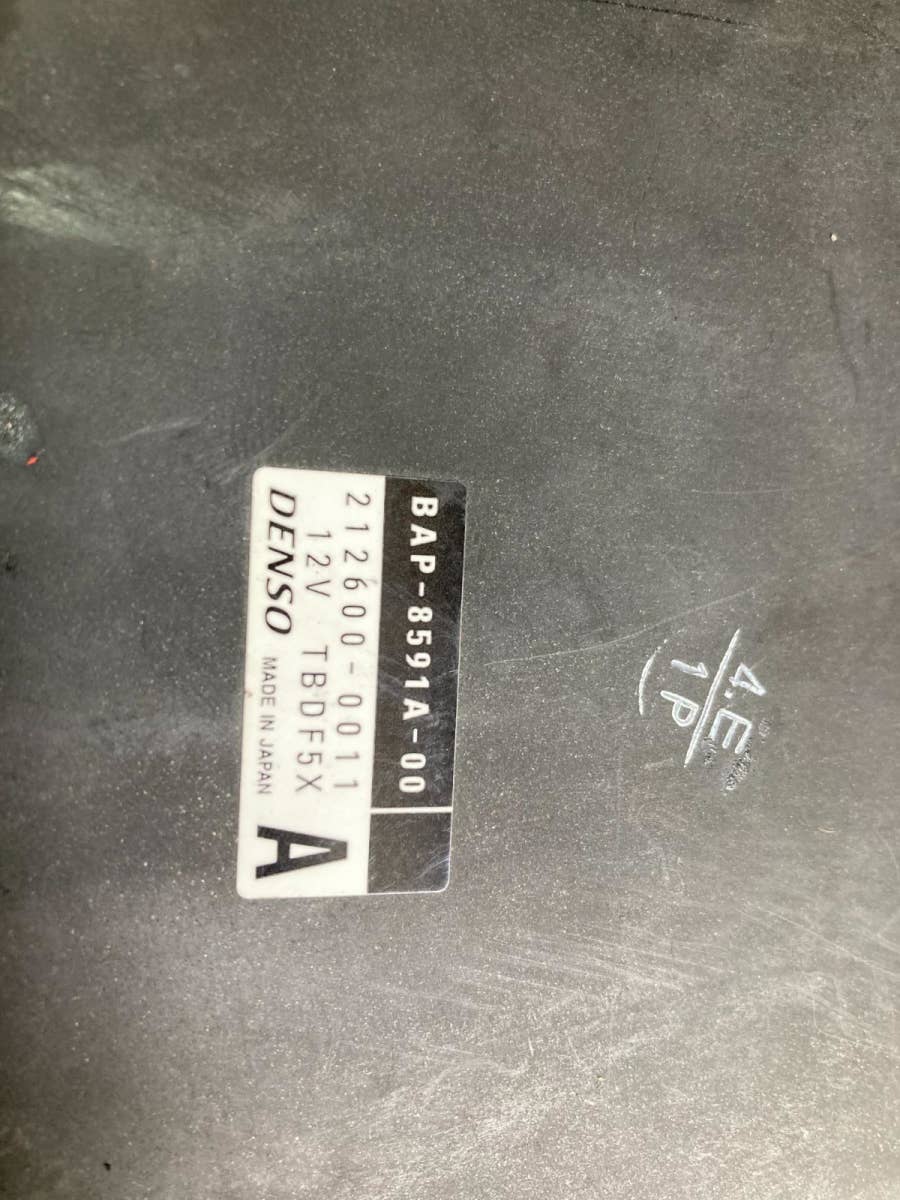 BAP-8591A-00
212600-0011
12V TBDF5X
DENSO MADE IN JAPAN
A
4.E
1P